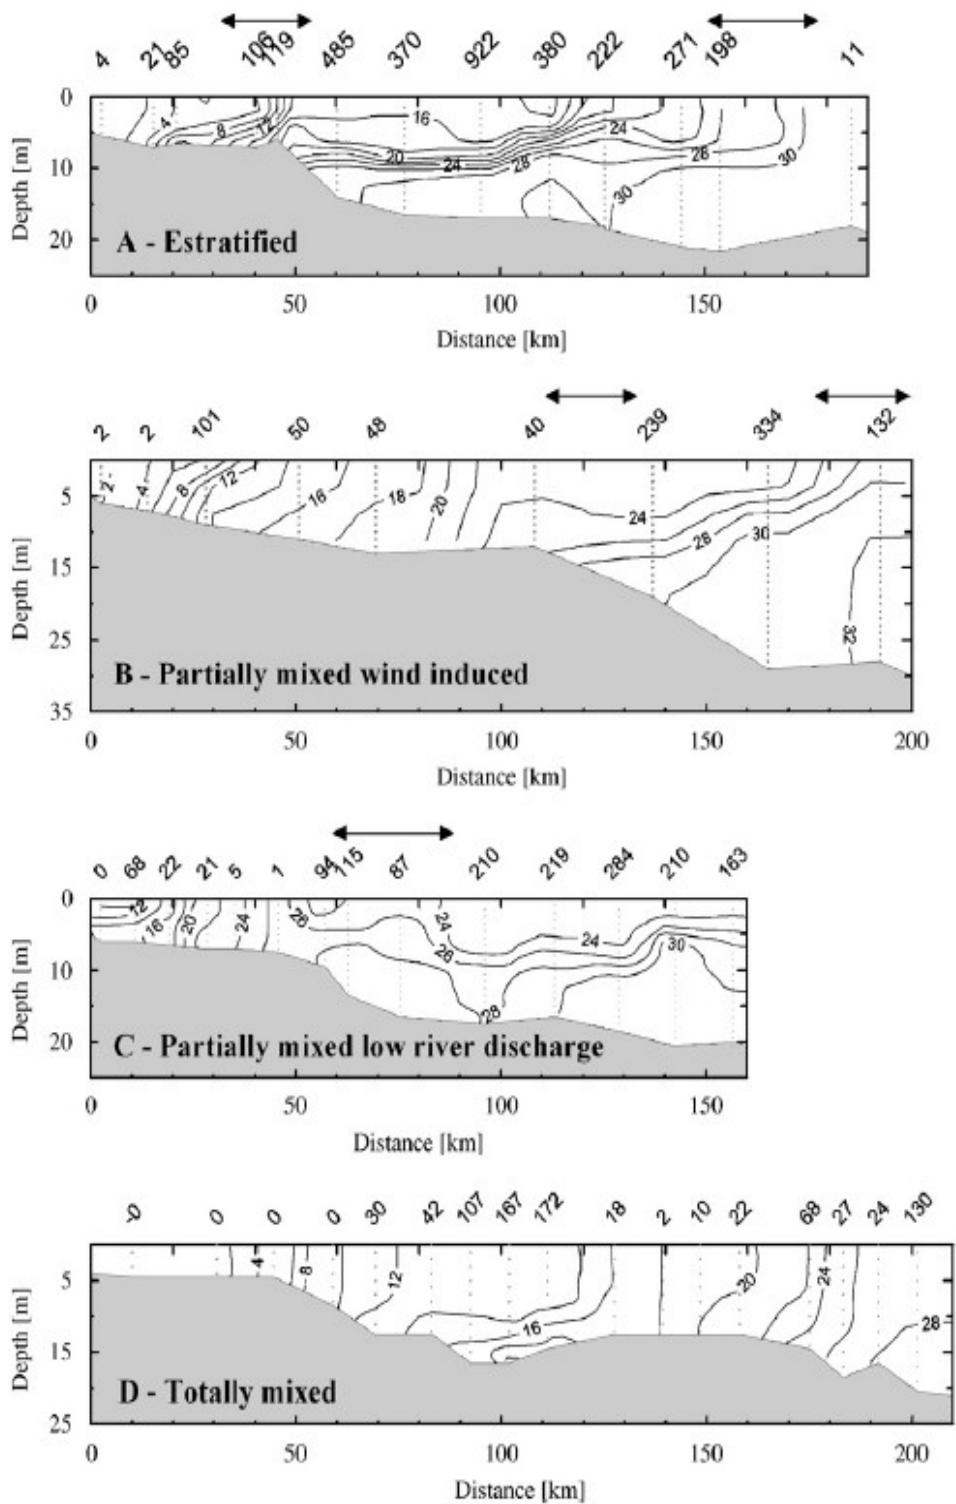 4 21 85 106 119 485 370 922 380 222 271 198 11
0
10
20
Depth [m]
4 8 12 16 20 24 28 24 28 30 30
A - Estratified
0 50 100 150
Distance [km]
2 2 101 50 48 40 239 334 132
5
15
25
35
Depth [m]
2 4 8 12 16 18 20 24 28 30 32
B - Partially mixed wind induced
0 50 100 150 200
Distance [km]
0 68 22 21 5 1 94 115 87 210 219 284 210 163
0
10
20
Depth [m]
12 16 20 24 26 24 26 28 24 30
C - Partially mixed low river discharge
0 50 100 150
Distance [km]
-0 0 0 0 30 42 107 167 172 18 2 10 22 68 27 24 130
5
15
25
Depth [m]
4 8 12 16 20 24 28
D - Totally mixed
0 50 100 150 200
Distance [km]